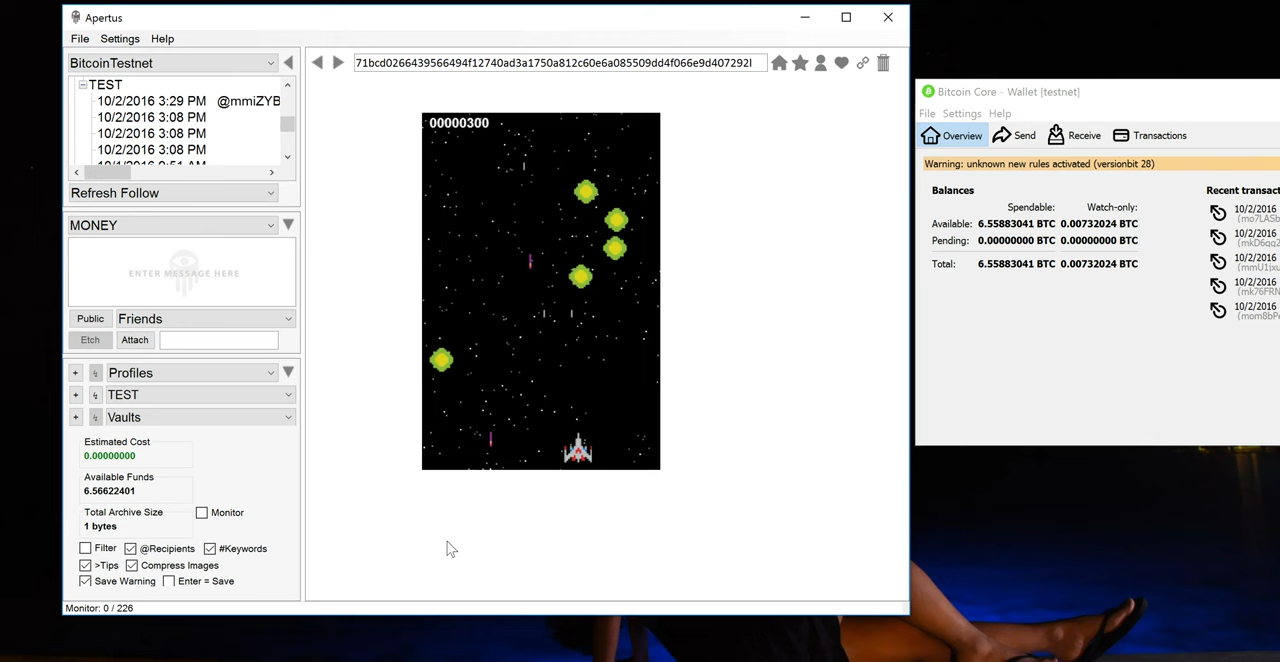 Apertus
File Settings Help
BitcoinTestnet
TEST
10/2/2016 3:29 PM @mmiZYB
10/2/2016 3:08 PM
10/2/2016 3:08 PM
10/2/2016 3:08 PM
Refresh Follow
MONEY
ENTER MESSAGE HERE
Public Friends
Etch Attach
+ Profiles
+ TEST
+ Vaults
Estimated Cost
0.00000000
Available Funds
6.56622401
Total Archive Size
1 bytes
Monitor
Filter @Recipients #Keywords
>Tips Compress Images
Save Warning Enter = Save
Monitor: 0 / 226
71bcd0266439566494f12740ad3a1750a812c60e6a085509dd4f066e9d407292l
00000300
Bitcoin Core - Wallet [testnet]
File Settings Help
Overview Send Receive Transactions
Warning: unknown new rules activated (versionbit 28)
Balances
Spendable: Watch-only:
Available: 6.55883041 BTC 0.00732024 BTC
Pending: 0.00000000 BTC 0.00000000 BTC
Total: 6.55883041 BTC 0.00732024 BTC
Recent transac
10/2/2016
(mo7LASb
10/2/2016
(mkD6qg2
10/2/2016
(mmU1jxu
10/2/2016
(mk76FRN
10/2/2016
(mom8bPe